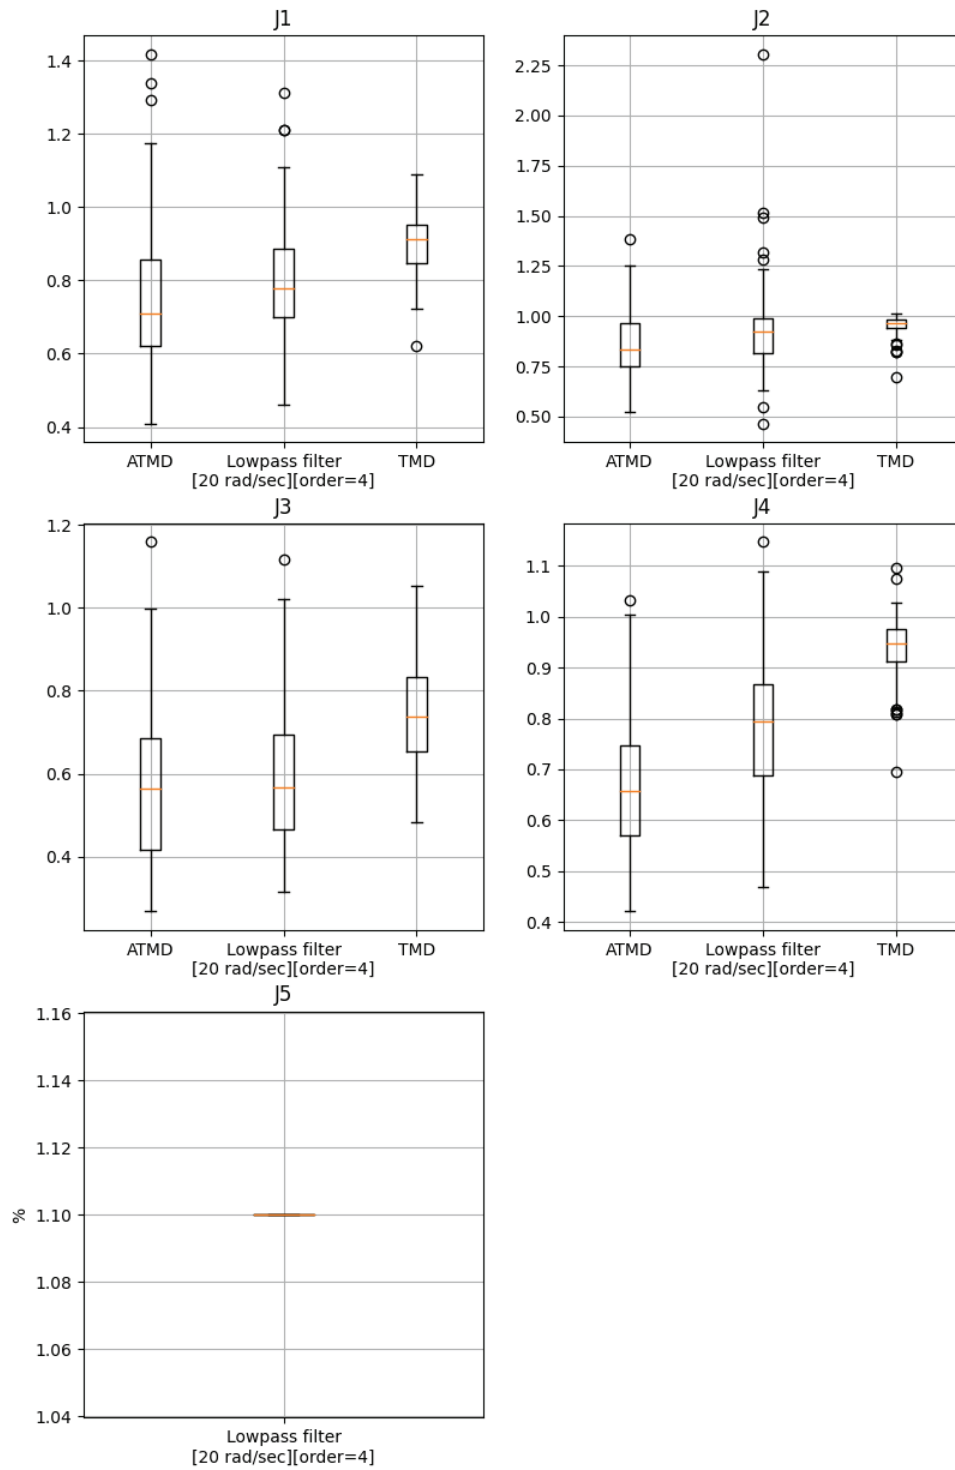 J1
1.4
1.2
1.0
0.8
0.6
0.4
ATMD
Lowpass filter
[20 rad/sec][order=4]
TMD
J2
2.25
2.00
1.75
1.50
1.25
1.00
0.75
0.50
ATMD
Lowpass filter
[20 rad/sec][order=4]
TMD
J3
1.2
1.0
0.8
0.6
0.4
ATMD
Lowpass filter
[20 rad/sec][order=4]
TMD
J4
1.1
1.0
0.9
0.8
0.7
0.6
0.5
0.4
ATMD
Lowpass filter
[20 rad/sec][order=4]
TMD
J5
1.16
1.14
1.12
1.10
1.08
1.06
1.04
%
Lowpass filter
[20 rad/sec][order=4]